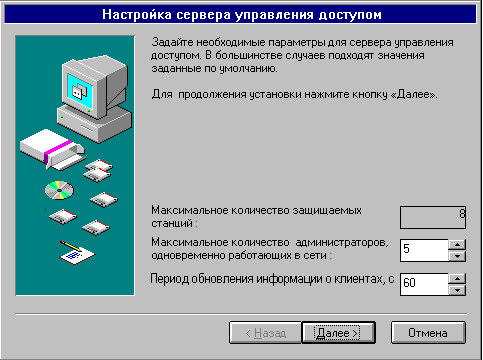 Настройка сервера управления доступом
Задайте необходимые параметры для сервера управления
доступом. В большинстве случаев подходят значения
заданные по умолчанию.
Для продолжения установки нажмите кнопку «Далее».
Максимальное количество защищаемых
станций :
8
Максимальное количество администраторов,
одновременно работающих в сети :
5
Период обновления информации о клиентах, с
60
< Назад
Далее >
Отмена